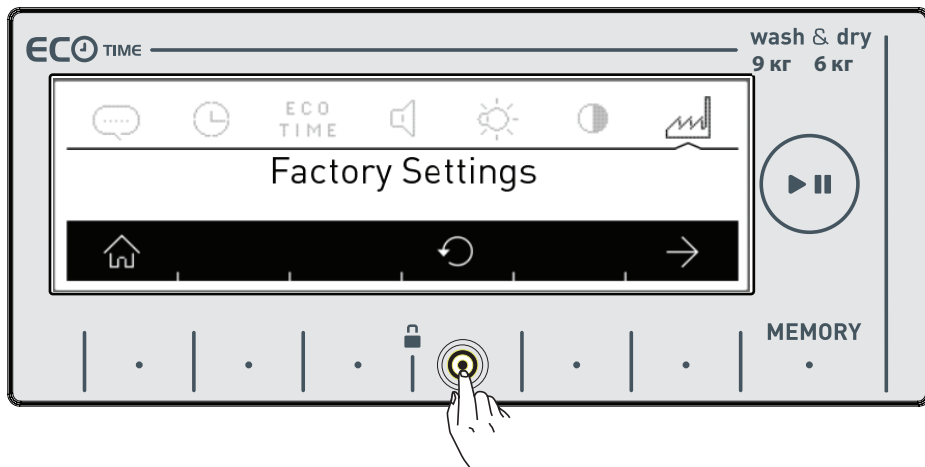 ECO TIME
wash & dry
9 кг 6 кг
ECO
TIME
Factory Settings
MEMORY